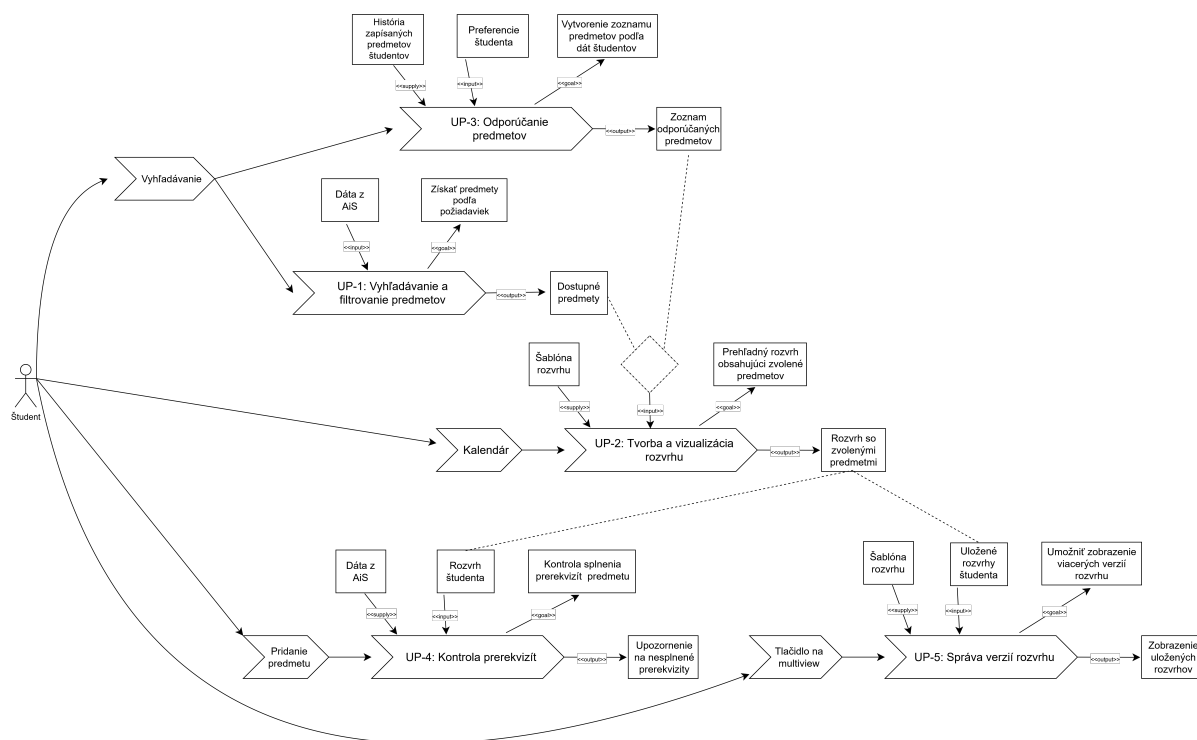 História
zapísaných
predmetov
študentov
Preferencie
študenta
Vytvorenie zoznamu
predmetov podľa
dát študentov
<<supply>>
<<input>>
<<goal>>
UP-3: Odporúčanie
predmetov
<<output>>
Zoznam
odporúčaných
predmetov
Vyhľadávanie
Dáta z
AiS
Získať predmety
podľa
požiadaviek
<<input>>
<<goal>>
UP-1: Vyhľadávanie a
filtrovanie predmetov
<<output>>
Dostupné
predmety
Šablóna
rozvrhu
Prehľadný rozvrh
obsahujúci zvolené
predmetov
Študent
<<supply>>
<<input>>
<<goal>>
Kalendár
UP-2: Tvorba a vizualizácia
rozvrhu
<<output>>
Rozvrh so
zvolenými
predmetmi
Dáta z
AiS
Rozvrh
študenta
Kontrola splnenia
prerekvizít predmetu
Šablóna
rozvrhu
Uložené
rozvrhy
študenta
Umožniť zobrazenie
viacerých verzií
rozvrhu
<<supply>>
<<input>>
<<goal>>
<<supply>>
<<input>>
<<goal>>
Pridanie
predmetu
UP-4: Kontrola prerekvizít
<<output>>
Upozornenie
na nesplnené
prerekvizity
Tlačidlo na
multiview
UP-5: Správa verzií rozvrhu
<<output>>
Zobrazenie
uložených
rozvrhov